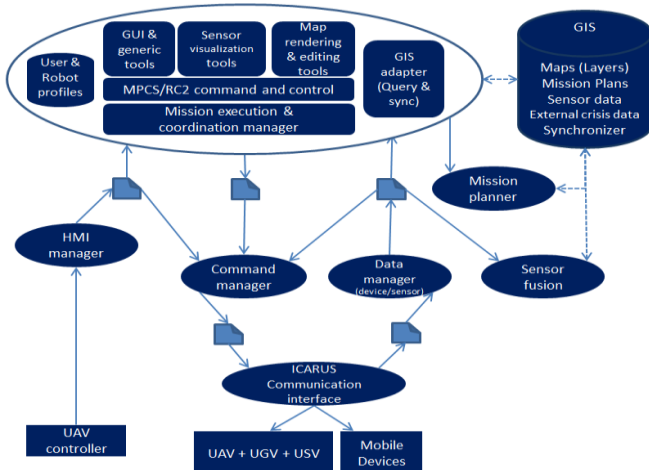 GUI &
generic
tools
Sensor
visualization
tools
Map
rendering
& editing
tools
GIS
User &
Robot
profiles
GIS
adapter
(Query &
sync)
MPCS/RC2 command and control
Mission execution &
coordination manager
Maps (Layers)
Mission Plans
Sensor data
External crisis data
Synchronizer
Mission
planner
HMI
manager
Command
manager
Data
manager
(device/sensor)
Sensor
fusion
ICARUS
Communication
interface
UAV
controller
UAV + UGV + USV
Mobile
Devices